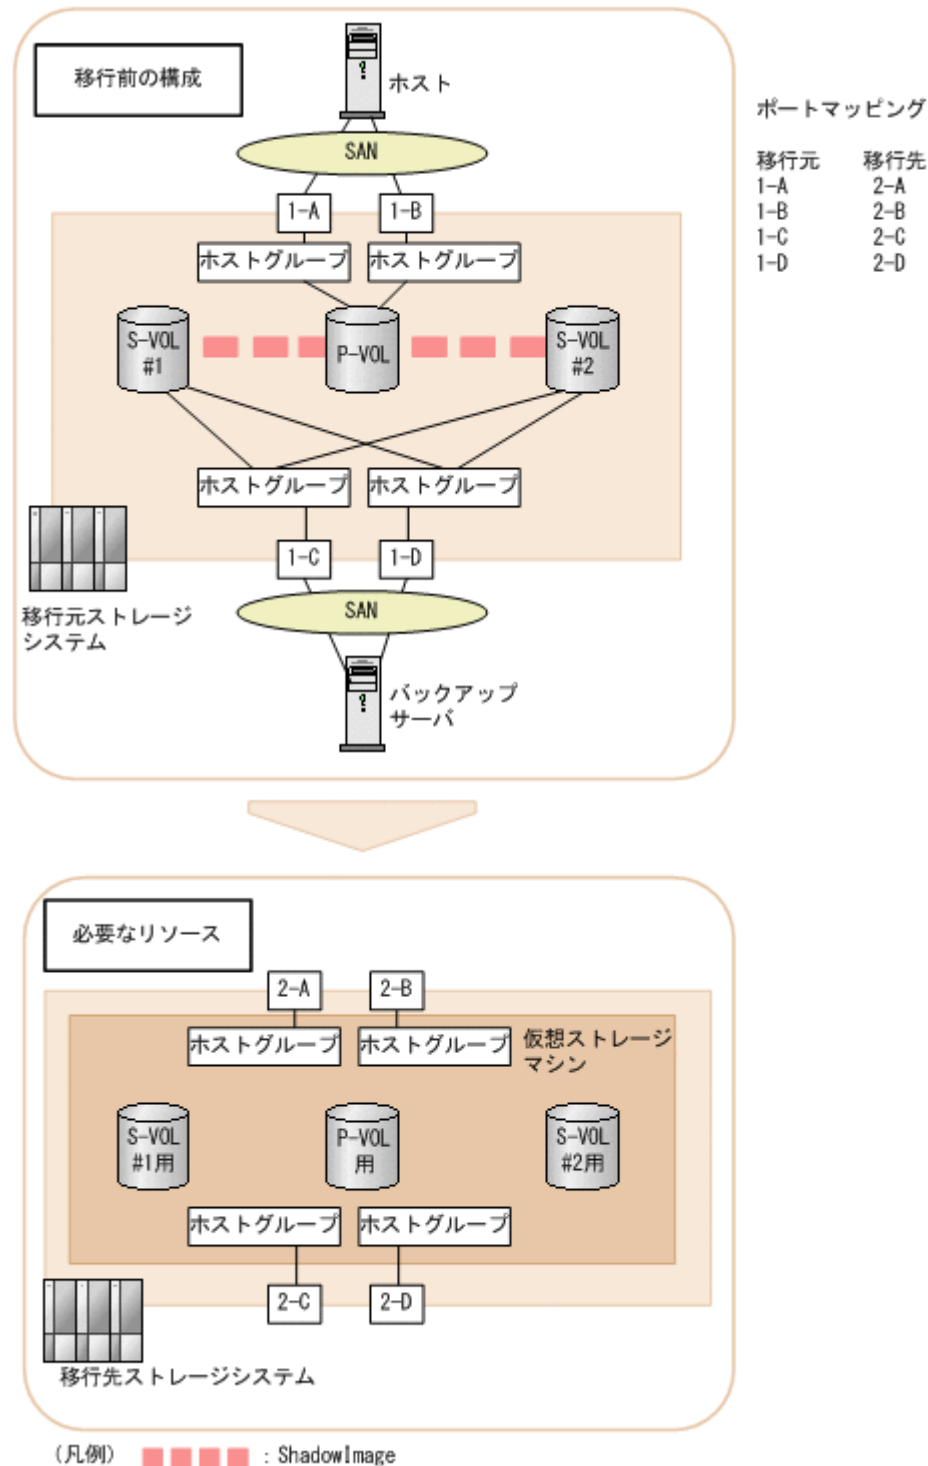 移行前の構成
ホスト
SAN
1-A
1-B
ホストグループ
ホストグループ
S-VOL
#1
P-VOL
S-VOL
#2
ホストグループ
ホストグループ
1-C
1-D
移行元ストレージ
システム
SAN
バックアップ
サーバ
ポートマッピング
移行元 移行先
1-A 2-A
1-B 2-B
1-C 2-C
1-D 2-D
必要なリソース
2-A
2-B
ホストグループ
ホストグループ
仮想ストレージ
マシン
S-VOL
#1用
P-VOL
用
S-VOL
#2用
ホストグループ
ホストグループ
2-C
2-D
移行先ストレージシステム
(凡例) : ShadowImage